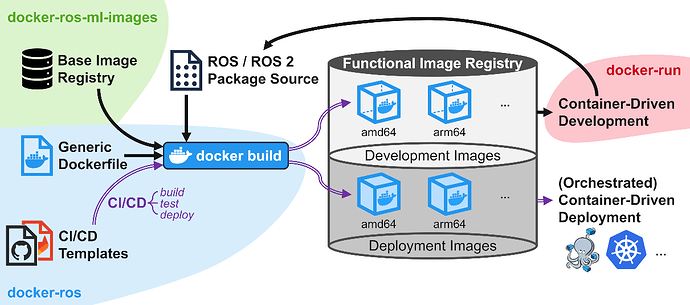 docker-ros-ml-images
Base Image
Registry
ROS / ROS 2
Package Source
Functional Image Registry
docker-run
amd64
arm64
...
Container-Driven
Development
Development Images
Generic
Dockerfile
docker build
CI/CD
build
test
deploy
CI/CD
Templates
amd64
arm64
...
Deployment Images
(Orchestrated)
Container-Driven
Deployment
...
docker-ros